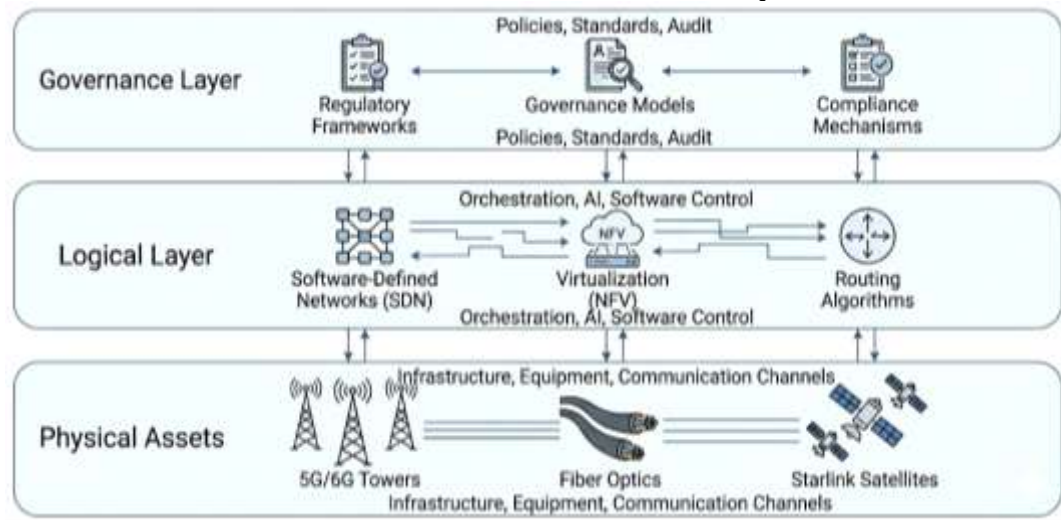 Policies, Standards, Audit
Governance Layer
Regulatory
Frameworks
Governance Models
Compliance
Mechanisms
Policies, Standards, Audit
Orchestration, AI, Software Control
Logical Layer
NFV
Software-Defined
Networks (SDN)
Virtualization
(NFV)
Routing
Algorithms
Orchestration, AI, Software Control
Infrastructure, Equipment, Communication Channels
Physical Assets
5G/6G Towers
Fiber Optics
Starlink Satellites
Infrastructure, Equipment, Communication Channels